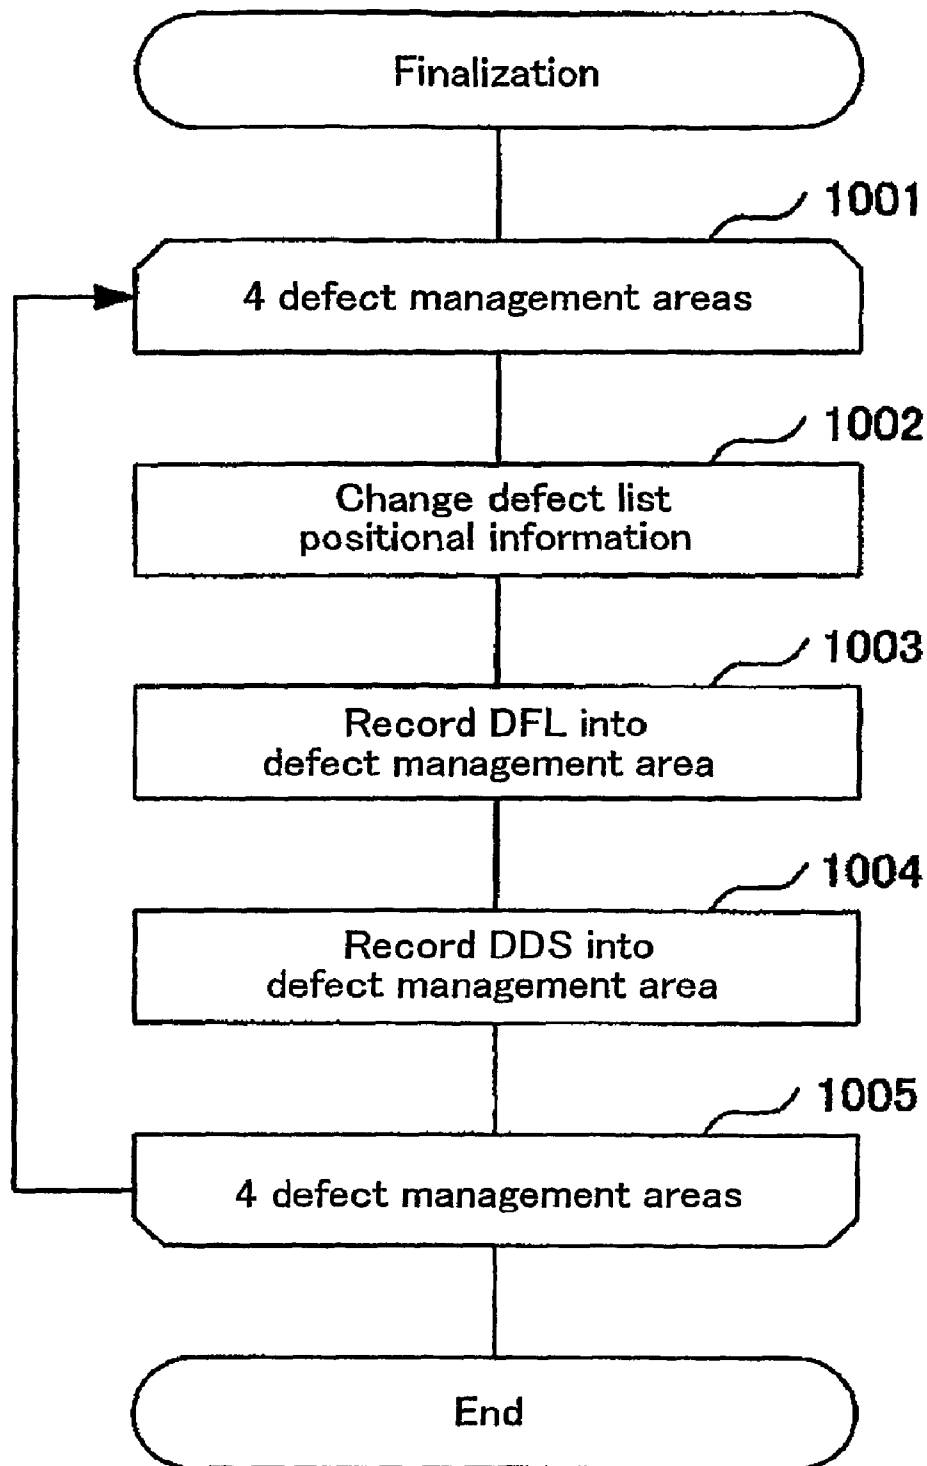 Finalization
1001
4 defect management areas
1002
Change defect list
positional information
1003
Record DFL into
defect management area
1004
Record DDS into
defect management area
1005
4 defect management areas
End